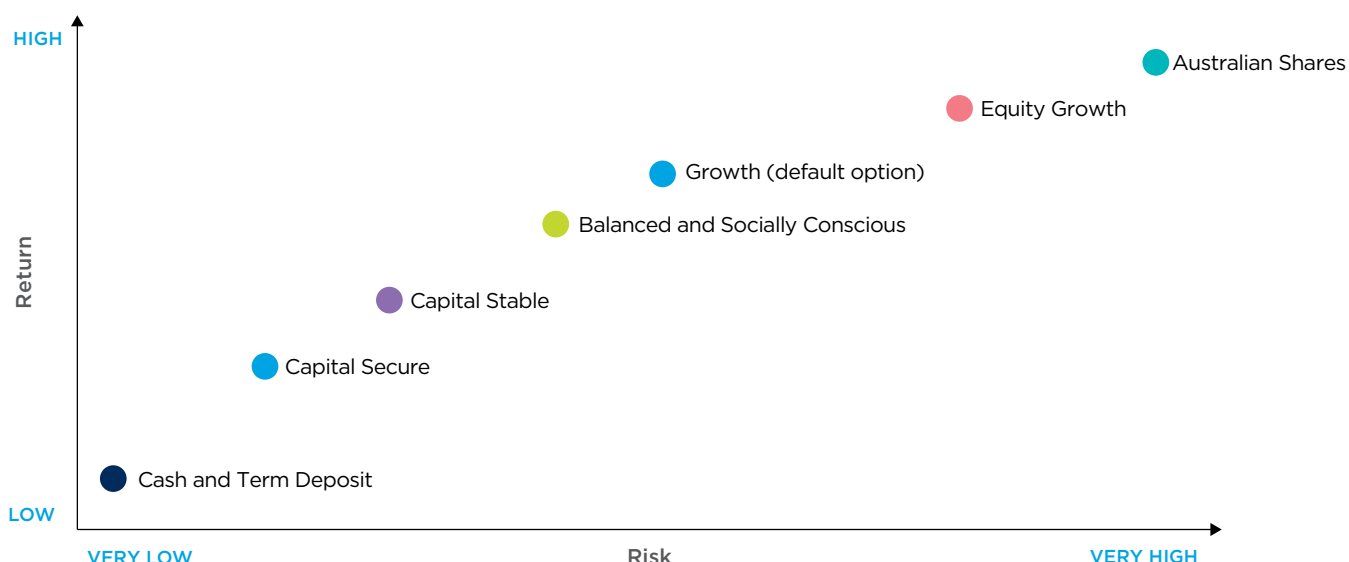 HIGH
Australian Shares
Equity Growth
Growth (default option)
Balanced and Socially Conscious
Return
Capital Stable
Capital Secure
Cash and Term Deposit
LOW
VERY LOW
Risk
VERY HIGH